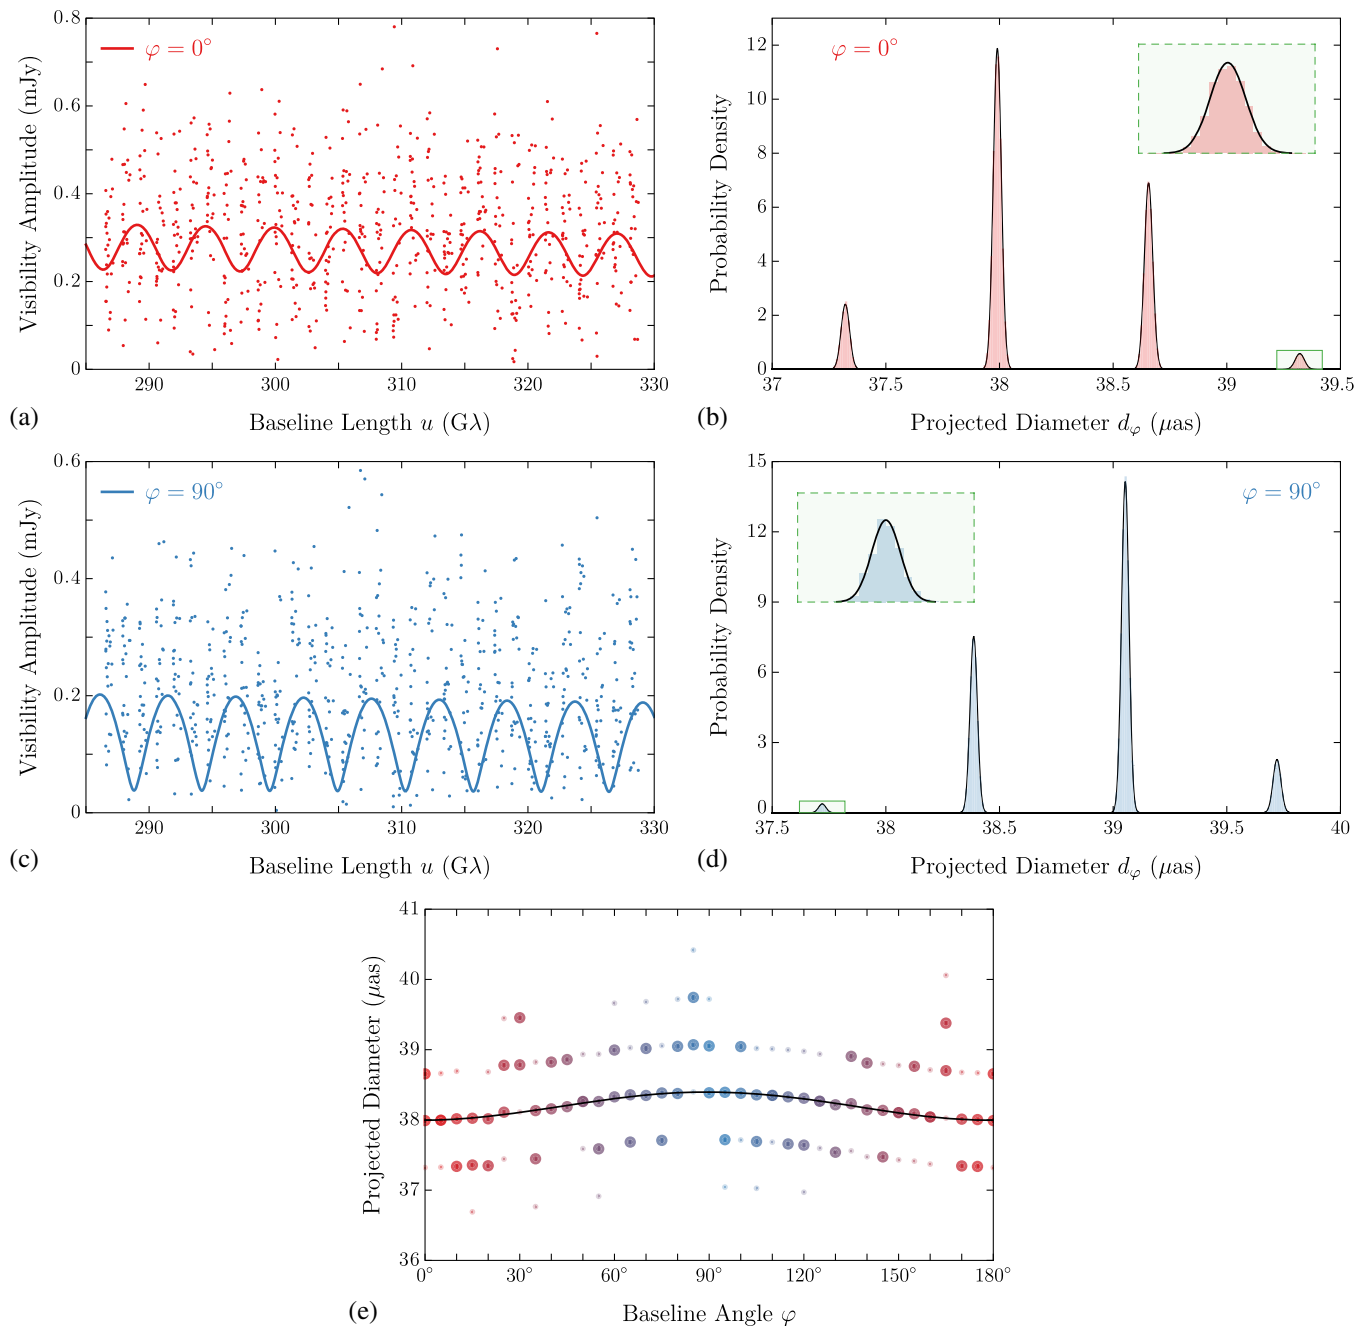 0.8
0.6
0.4
0.2
0
φ = 0°
Visibility Amplitude (mJy)
290 300 310 320 330
Baseline Length u (Gλ)
(a)
12
10
8
6
4
2
0
φ = 0°
Probability Density
37 37.5 38 38.5 39 39.5
Projected Diameter dφ (μas)
(b)
0.6
0.4
0.2
0
φ = 90°
Visibility Amplitude (mJy)
290 300 310 320 330
Baseline Length u (Gλ)
(c)
15
12
9
6
3
0
φ = 90°
Probability Density
37.5 38 38.5 39 39.5 40
Projected Diameter dφ (μas)
(d)
41
40
39
38
37
36
Projected Diameter (μas)
0° 30° 60° 90° 120° 150° 180°
Baseline Angle φ
(e)